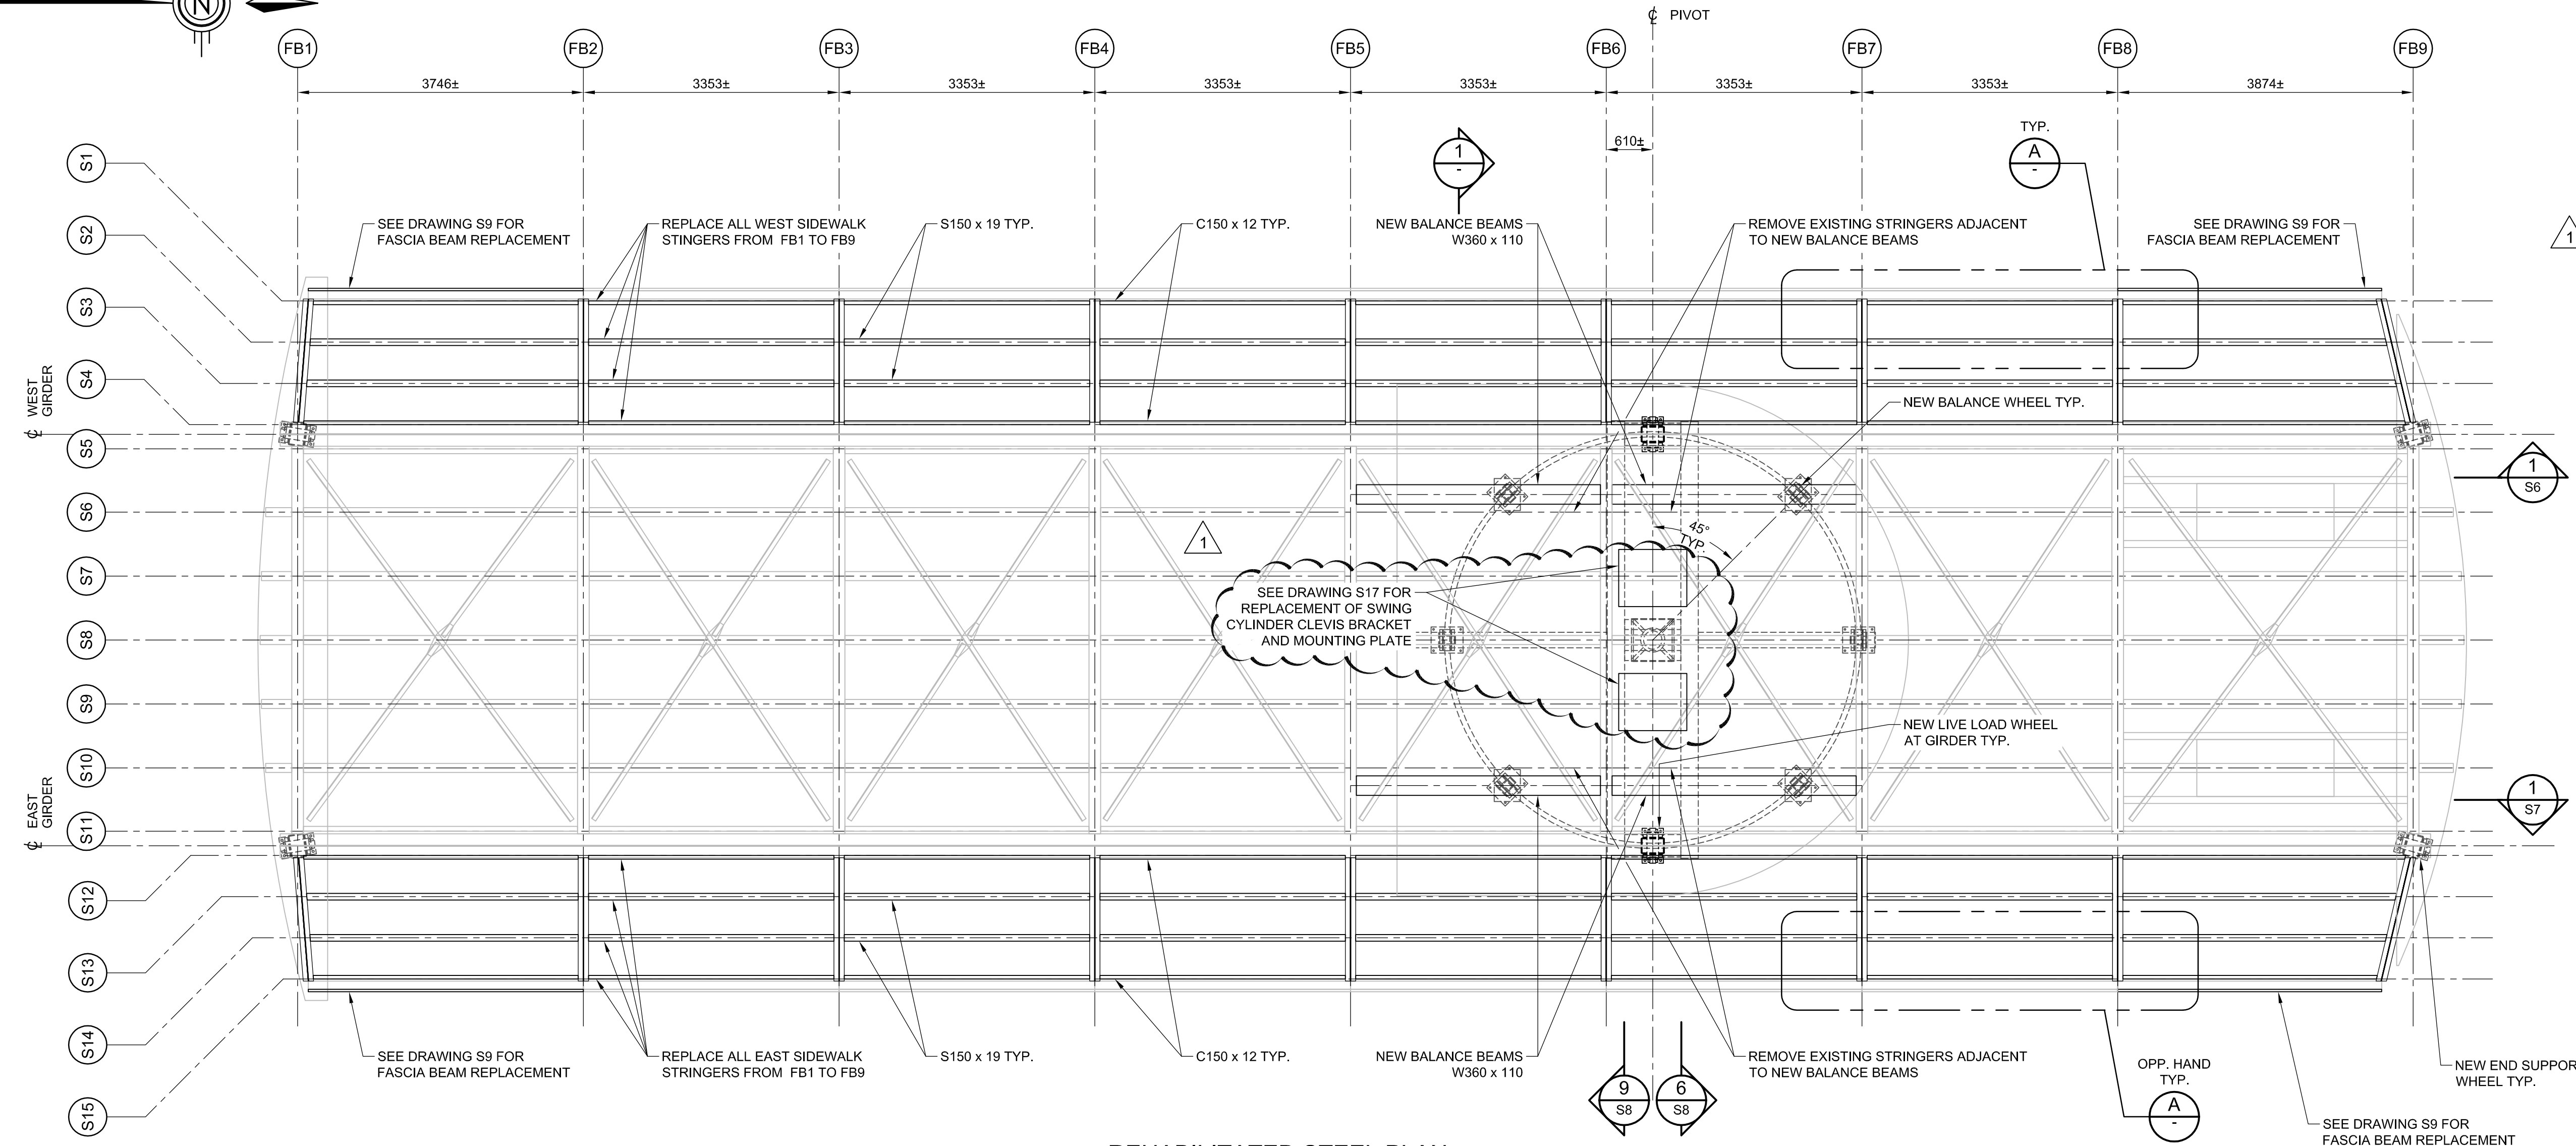 N
℄ PIVOT
FB1
FB2
FB3
FB4
FB5
FB6
FB7
FB8
FB9
3746±
3353±
3353±
3353±
3353±
3353±
3353±
3874±
610±
TYP.
A
-
1
-
S1
S2
S3
S4
S5
S6
S7
S8
S9
S10
S11
S12
S13
S14
S15
℄ WEST
GIRDER
℄ EAST
GIRDER
SEE DRAWING S9 FOR
FASCIA BEAM REPLACEMENT
REPLACE ALL WEST SIDEWALK
STINGERS FROM FB1 TO FB9
S150 x 19 TYP.
C150 x 12 TYP.
NEW BALANCE BEAMS
W360 x 110
REMOVE EXISTING STRINGERS ADJACENT
TO NEW BALANCE BEAMS
SEE DRAWING S9 FOR
FASCIA BEAM REPLACEMENT
1
NEW BALANCE WHEEL TYP.
1
S6
45°
TYP.
1
SEE DRAWING S17 FOR
REPLACEMENT OF SWING
CYLINDER CLEVIS BRACKET
AND MOUNTING PLATE
NEW LIVE LOAD WHEEL
AT GIRDER TYP.
1
S7
SEE DRAWING S9 FOR
FASCIA BEAM REPLACEMENT
REPLACE ALL EAST SIDEWALK
STRINGERS FROM FB1 TO FB9
S150 x 19 TYP.
C150 x 12 TYP.
NEW BALANCE BEAMS
W360 x 110
9
S8
6
S8
REMOVE EXISTING STRINGERS ADJACENT
TO NEW BALANCE BEAMS
OPP. HAND
TYP.
A
-
NEW END
WHEEL TYP.
SEE DRAWING S9 FOR
FASCIA BEAM REPLACEMENT
STEEL PLAN